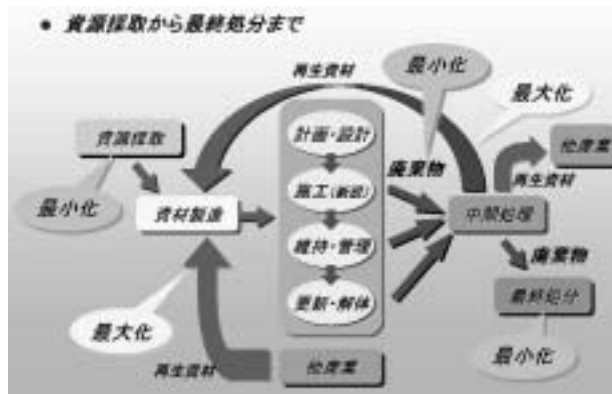 • 資源採取から最終処分まで
再生資材
最小化
最大化
資源採取
計画・設計
他産業
廃棄物
再生資材
最小化
資材製造
施工(新設)
中間処理
維持・管理
廃棄物
更新・解体
最終処分
最大化
再生資材
他産業
最小化